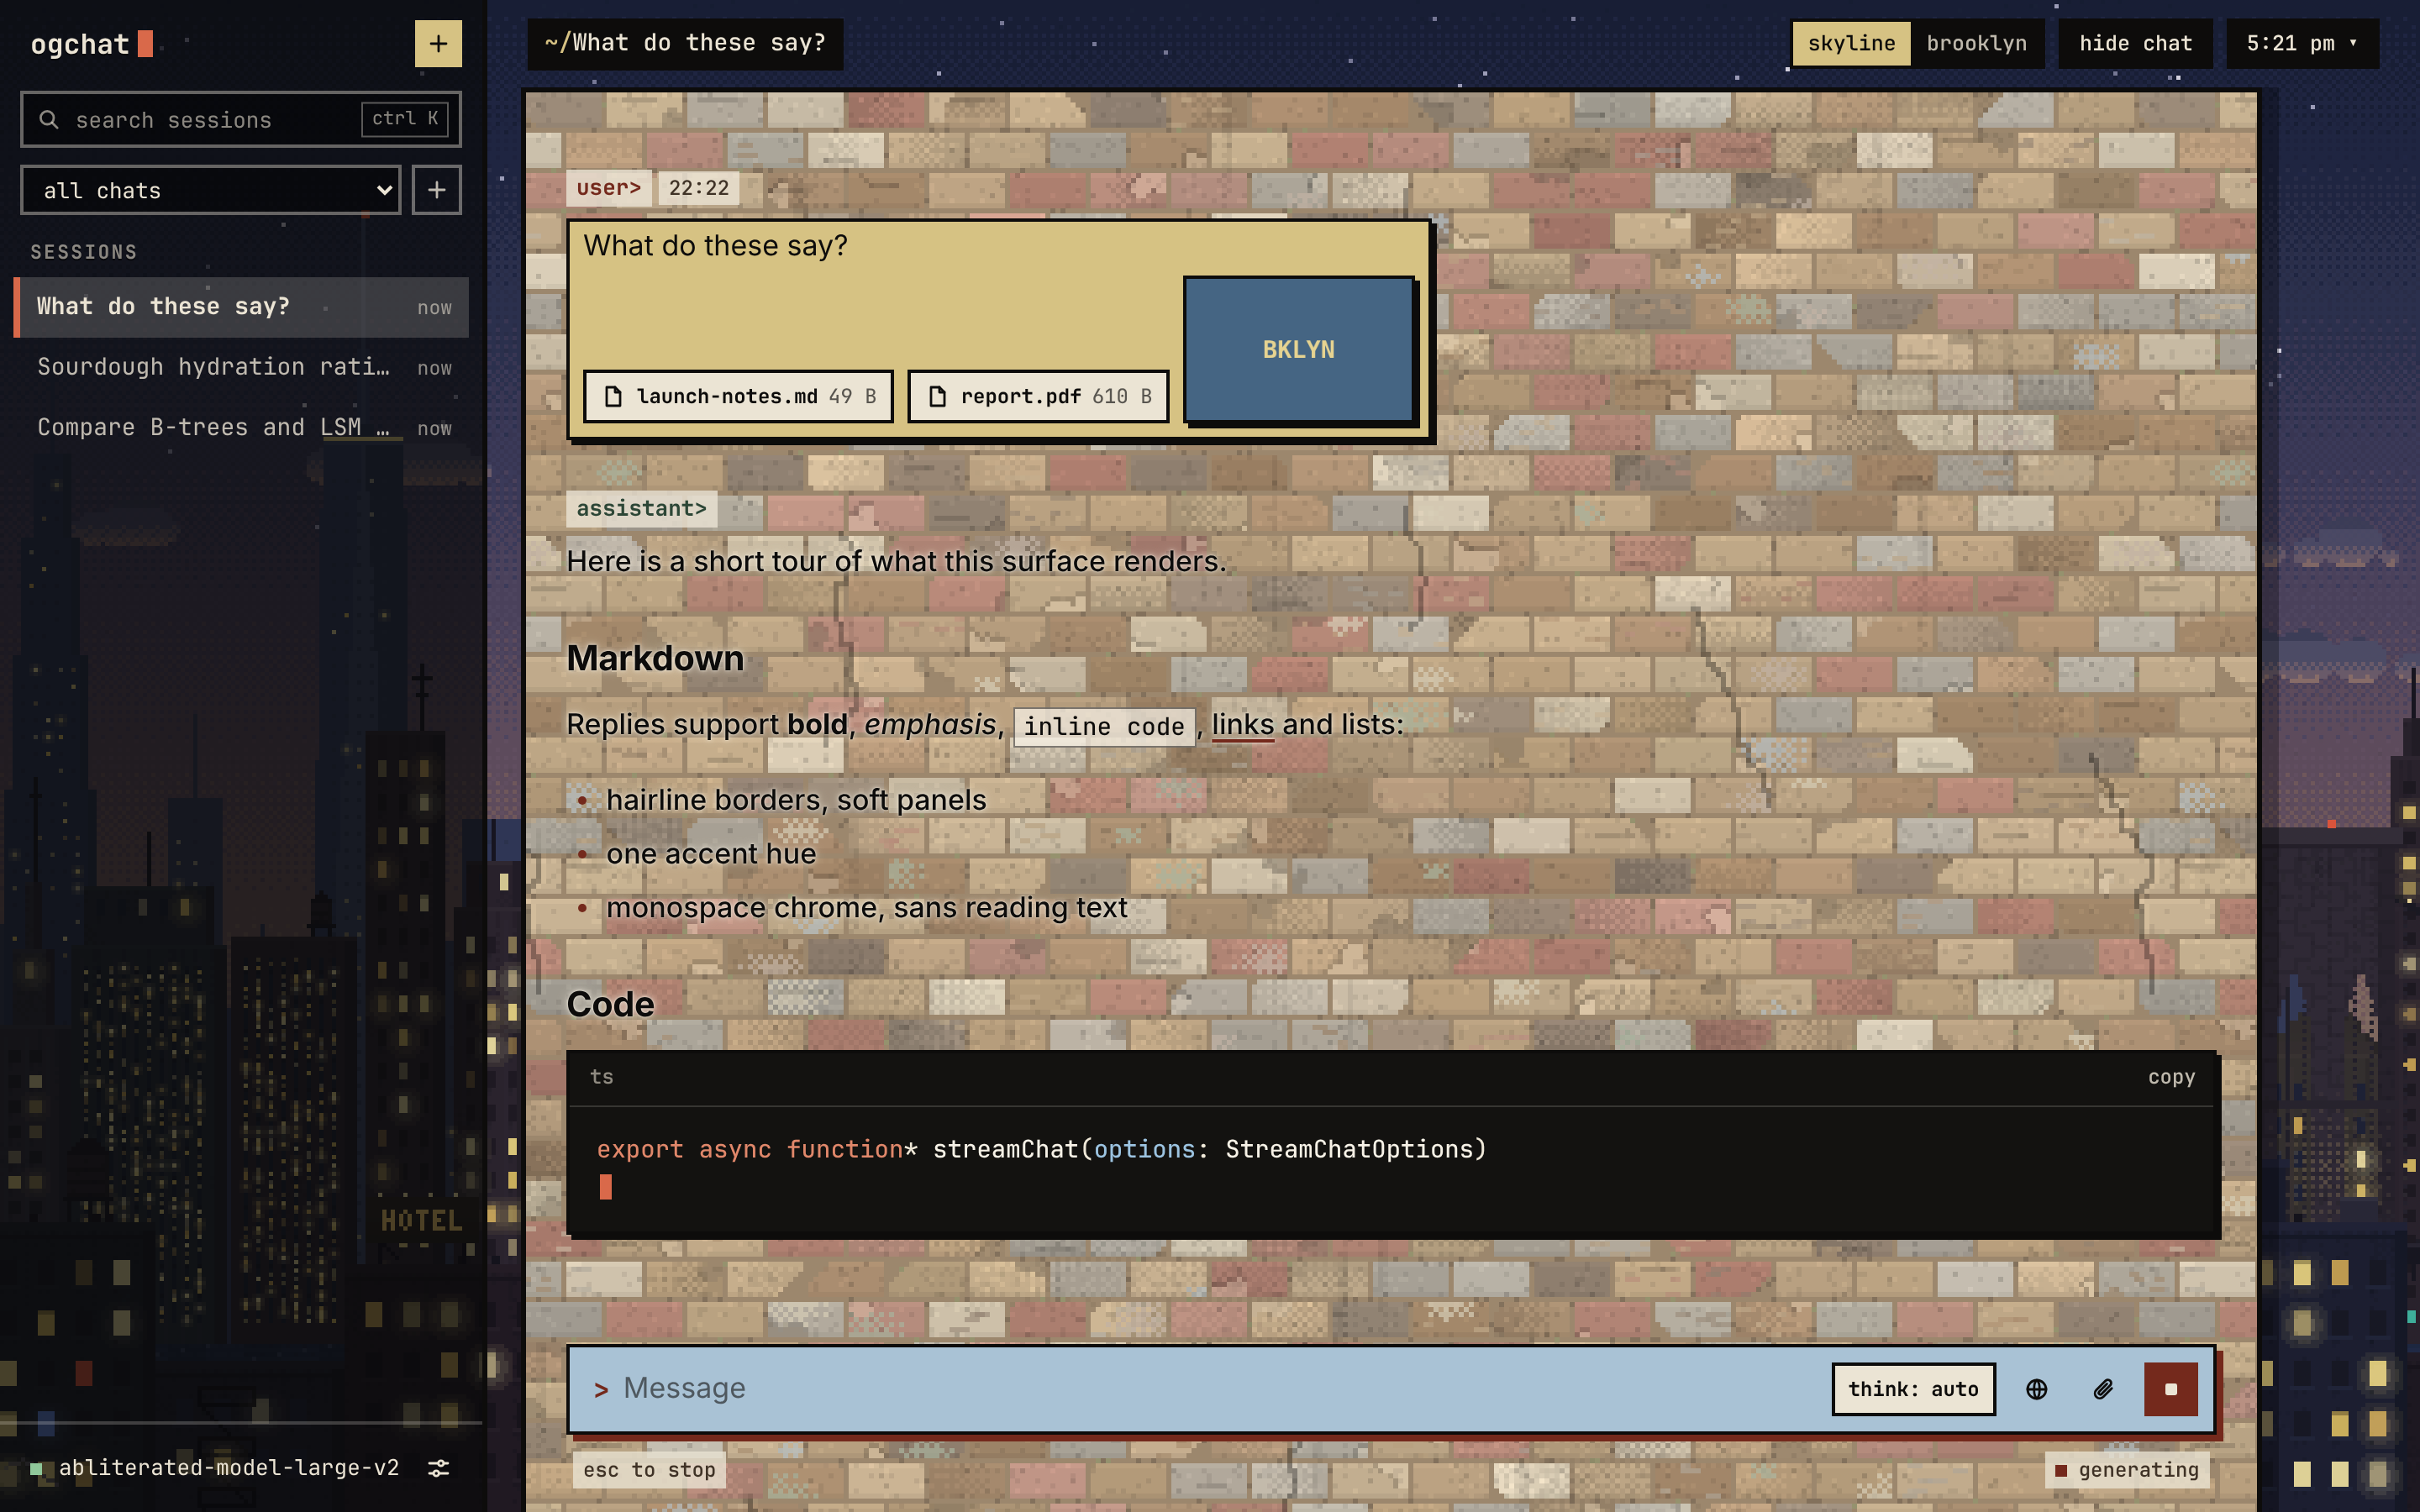 ogchat
+
search sessions ctrl K
all chats
+
SESSIONS
What do these say? now
Sourdough hydration rati… now
Compare B-trees and LSM … now
HOTEL
abliterated-model-large-v2
~/What do these say?
skyline brooklyn hide chat 5:21 pm
user> 22:22
What do these say?
BKLYN
launch-notes.md 49 B report.pdf 610 B
assistant>
Here is a short tour of what this surface renders.
Markdown
Replies support bold, emphasis, inline code, links and lists:
• hairline borders, soft panels
• one accent hue
• monospace chrome, sans reading text
Code
ts copy
export async function* streamChat(options: StreamChatOptions)
> Message think: auto
esc to stop generating